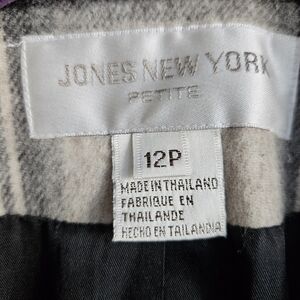 JONES NEW YORK
PETITE
12P
MADE IN THAILAND
FABRIQUE EN
THAILANDE
HECHO EN TAILANDIA